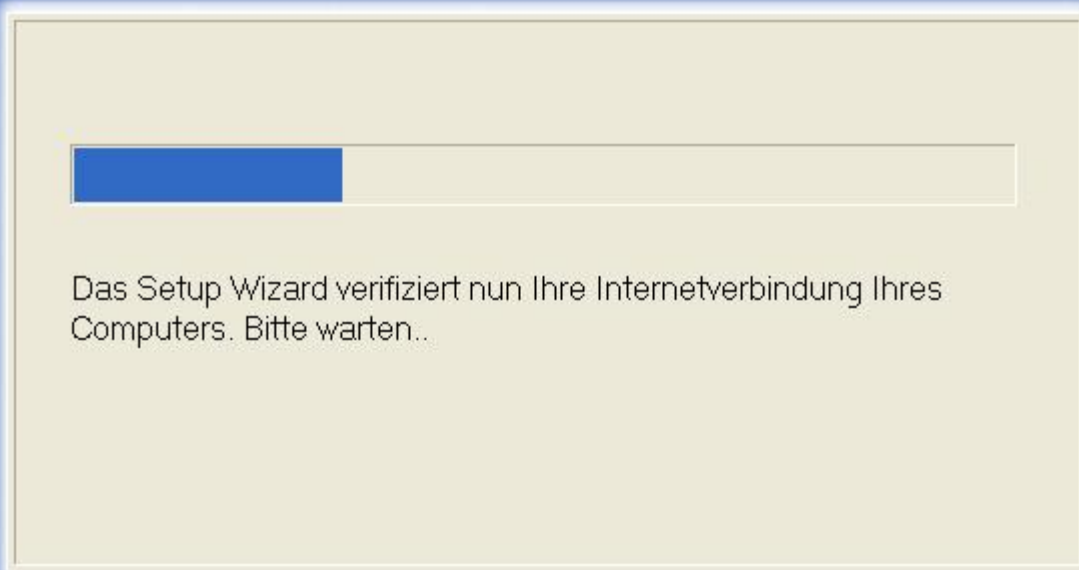 Das Setup Wizard verifiziert nun Ihre Internetverbindung Ihres
Computers. Bitte warten..